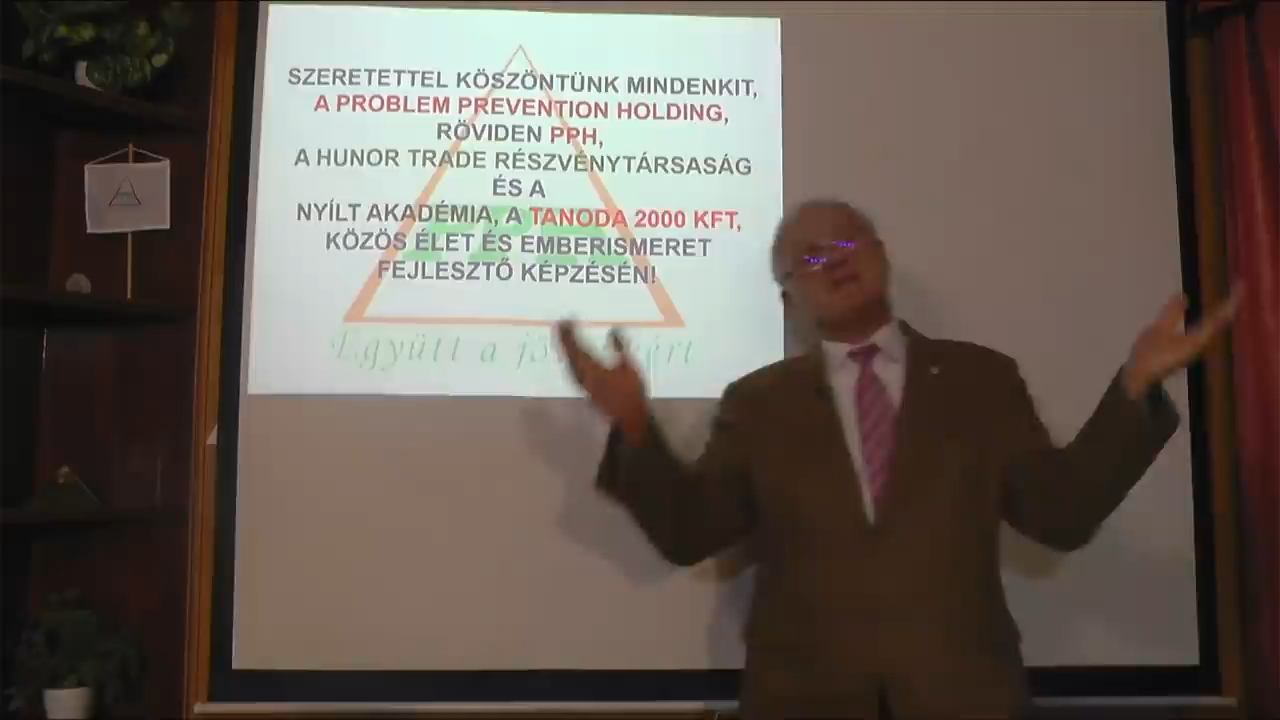 SZERETETTEL KÖSZÖNTÜNK MINDENKIT,
A PROBLEM PREVENTION HOLDING,
RÖVIDEN PPH,
A HUNOR TRADE RÉSZVÉNYTÁRSASÁG
ÉS A
NYÍLT AKADÉMIA, A TANODA 2000 KFT,
KÖZÖS ÉLET ÉS EMBERISMERET
FEJLESZTŐ KÉPZÉSÉN!
PPH
Együtt a